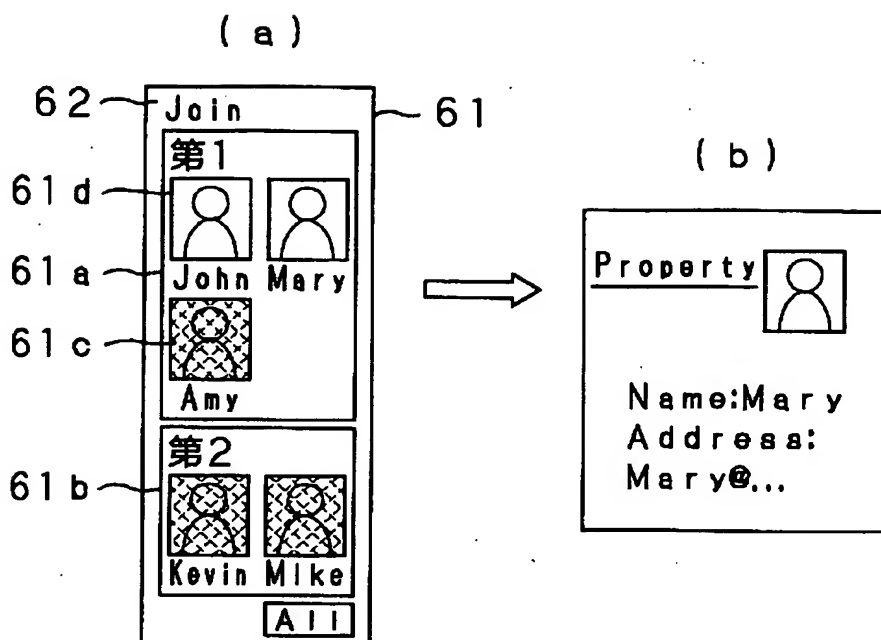 (a)
62
Join
61
第1
61d
John Mary
61a
61c
Amy
第2
61b
Kevin Mike
All
(b)
Property
Name:Mary
Address:
Mary@...